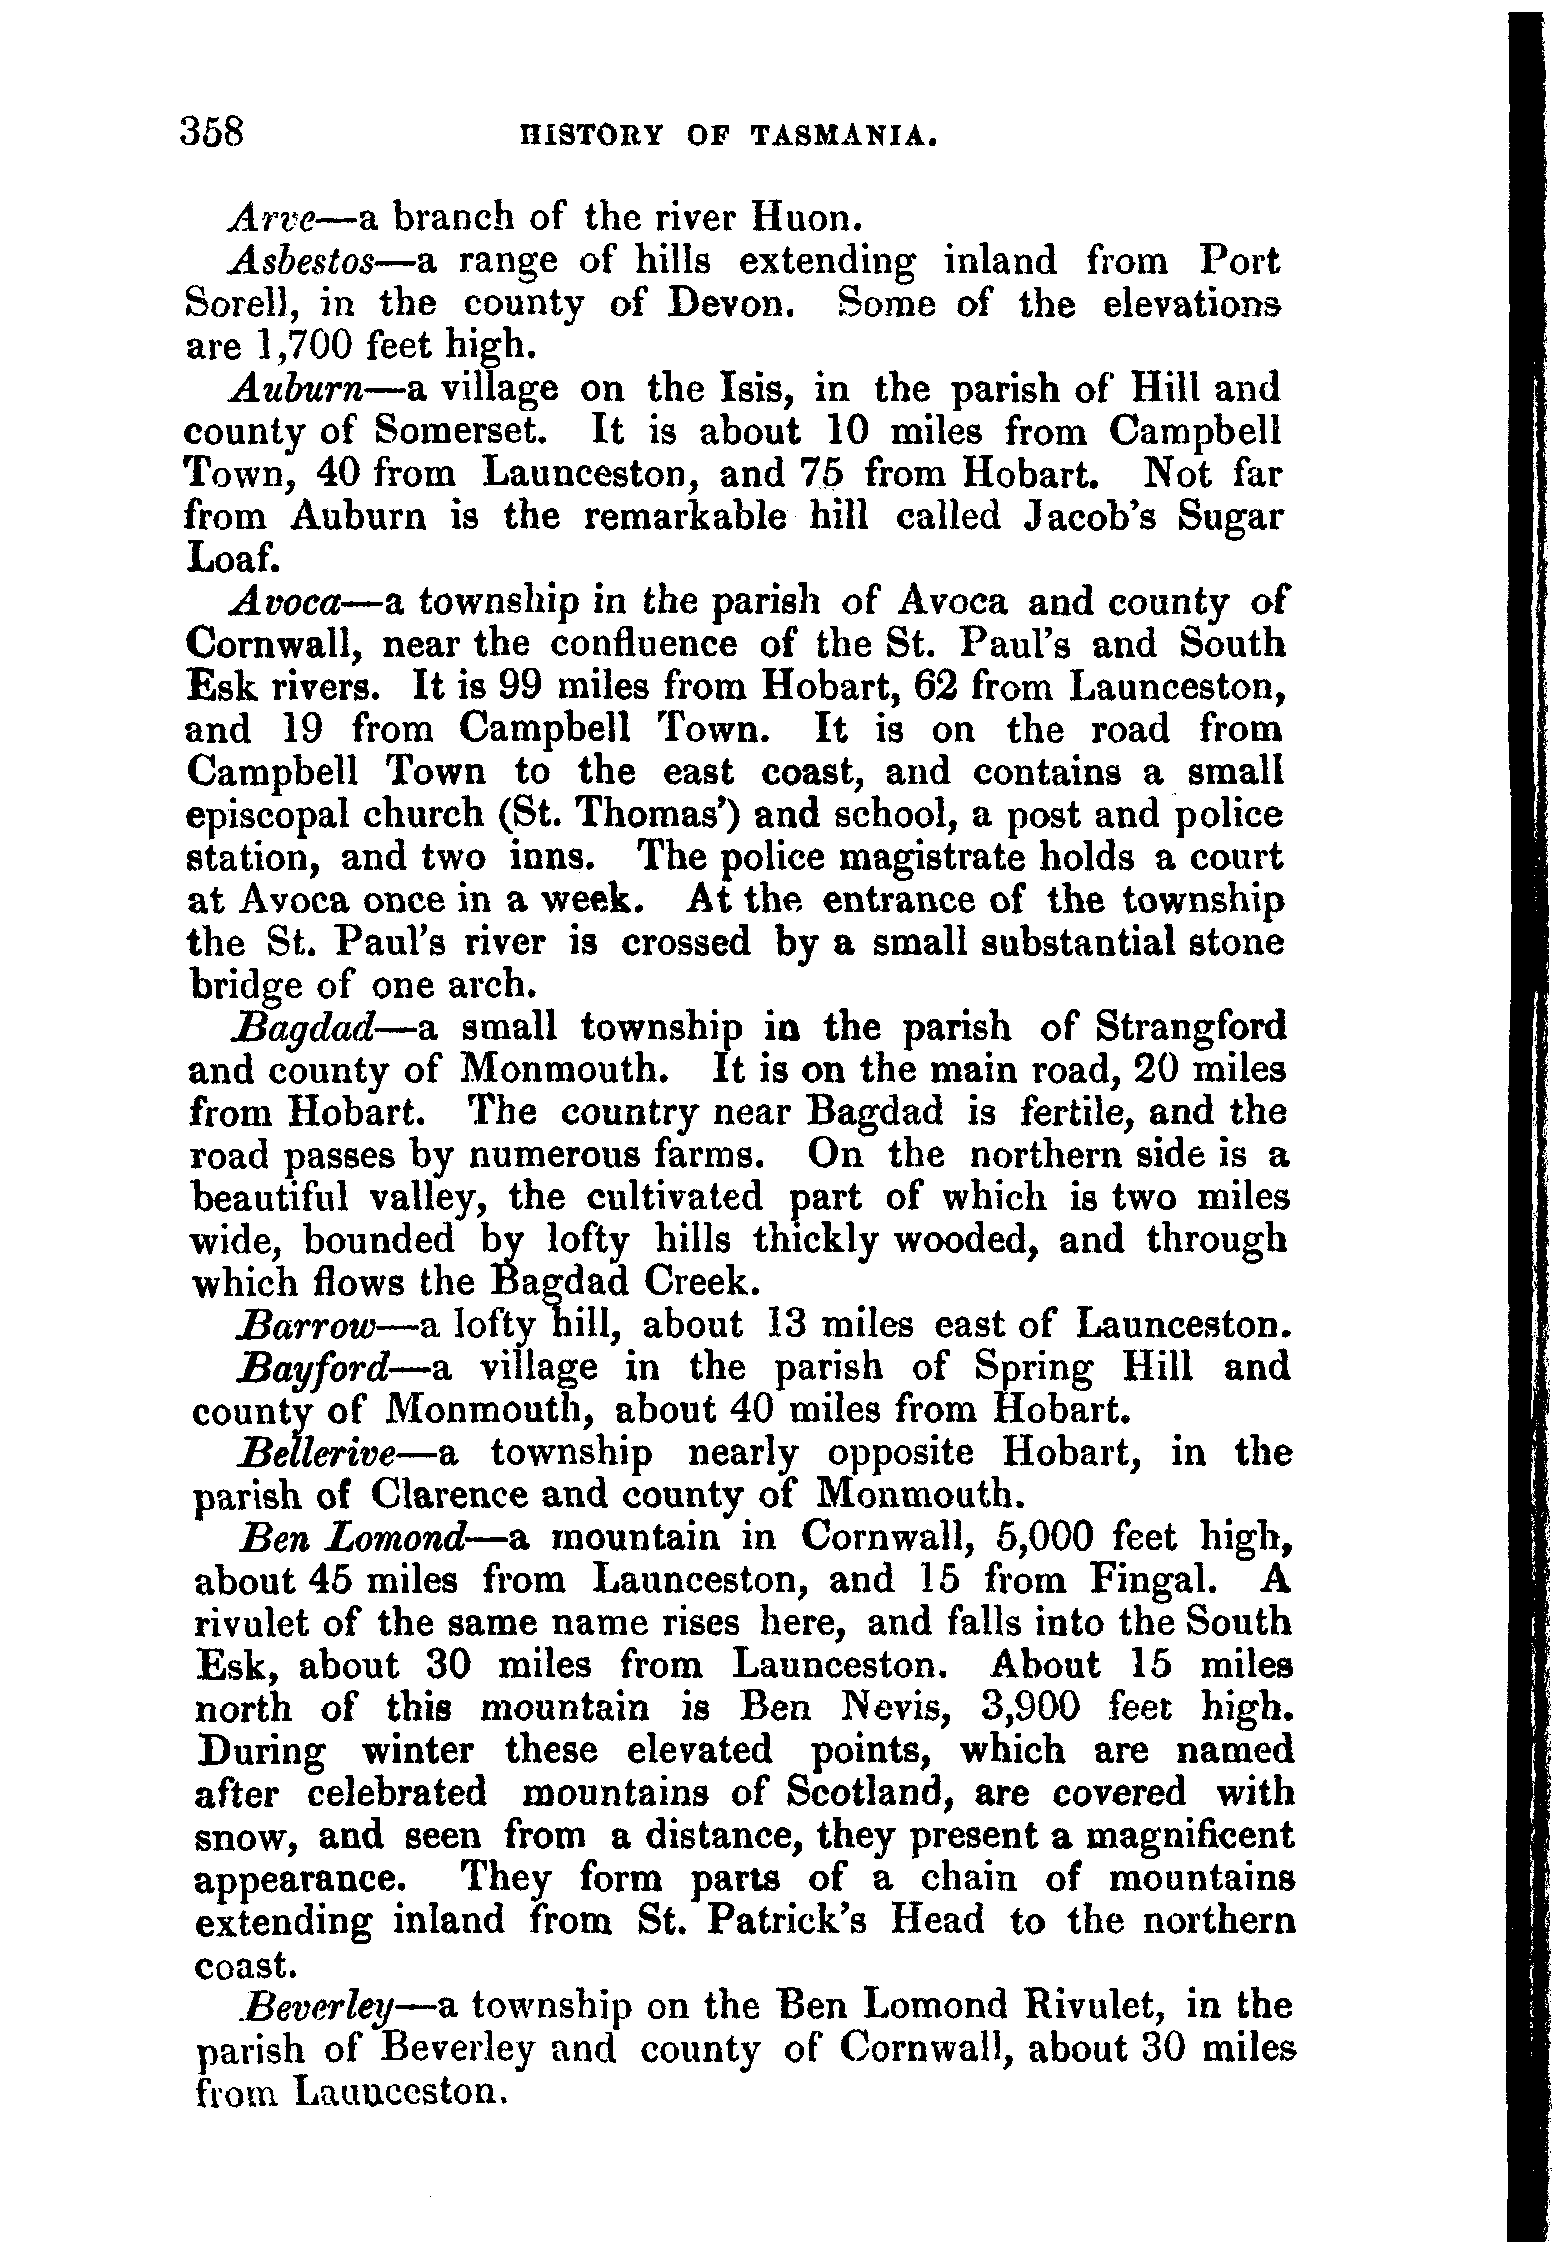 358 HISTORY OF TASMANIA.
Arve—a branch of the river Huon.
Asbestos—a range of hills extending inland from Port
Sorell, in the county of Devon. Some of the elevations
are 1,700 feet high.
Auburn—a village on the Isis, in the parish of Hill and
county of Somerset. It is about 10 miles from Campbell
Town, 40 from Launceston, and 75 from Hobart. Not far
from Auburn is the remarkable hill called Jacob's Sugar
Loaf.
Avoca—a township in the parish of Avoca and county of
Cornwall, near the confluence of the St. Paul's and South
Esk rivers. It is 99 miles from Hobart, 62 from Launceston,
and 19 from Campbell Town. It is on the road from
Campbell Town to the east coast, and contains a small
episcopal church (St. Thomas') and school, a post and police
station, and two inns. The police magistrate holds a court
at Avoca once in a week. At the entrance of the township
the St. Paul's river is crossed by a small substantial stone
bridge of one arch.
Bagdad—a small township in the parish of Strangford
and county of Monmouth. It is on the main road, 20 miles
from Hobart. The country near Bagdad is fertile, and the
road passes by numerous farms. On the northern side is a
beautiful valley, the cultivated part of which is two miles
wide, bounded by lofty hills thickly wooded, and through
which flows the Bagdad Creek.
Barrow—a lofty hill, about 13 miles east of Launceston.
Bayford—a village in the parish of Spring Hill and
county of Monmouth, about 40 miles from Hobart.
Bellerive—a township nearly opposite Hobart, in the
parish of Clarence and county of Monmouth.
Ben Lomond—a mountain in Cornwall, 5,000 feet high,
about 45 miles from Launceston, and 15 from Fingal. A
rivulet of the same name rises here, and falls into the South
Esk, about 30 miles from Launceston. About 15 miles
north of this mountain is Ben Nevis, 3,900 feet high.
During winter these elevated points, which are named
after celebrated mountains of Scotland, are covered with
snow, and seen from a distance, they present a magnificent
appearance. They form parts of a chain of mountains
extending inland from St. Patrick's Head to the northern
coast.
Beverley—a township on the Ben Lomond Rivulet, in the
parish of Beverley and county of Cornwall, about 30 miles
from Launceston.